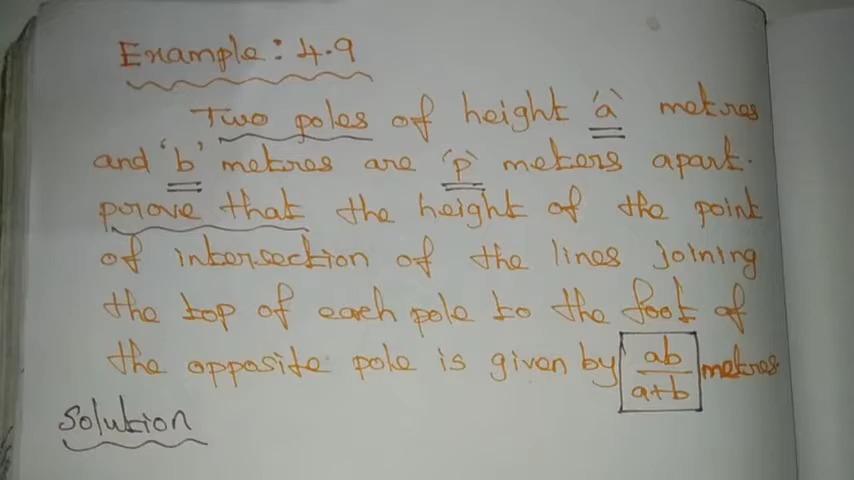 Example: 4.9
Two poles of height 'a' metres
and 'b' metres are 'p' meters apart.
prove that the height of the point
of intersection of the lines joining
the top of each pole to the foot of
the opposite pole is given by ab/a+b metres.
Solution